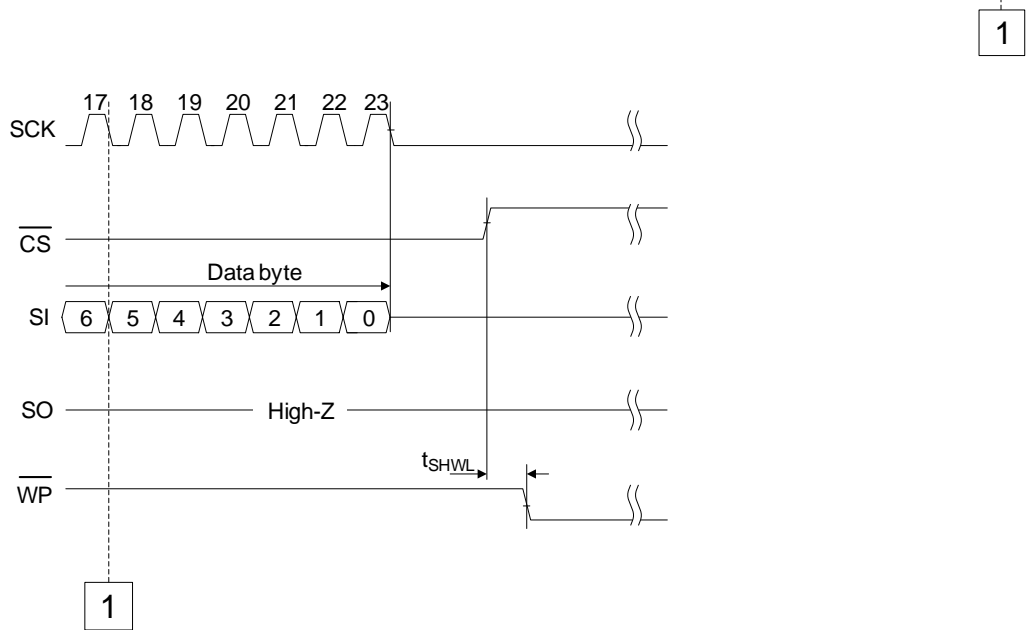 1
17 18 19 20 21 22 23
SCK
CS
Data byte
SI 6 5 4 3 2 1 0
SO High-Z
tSHWL
WP
1